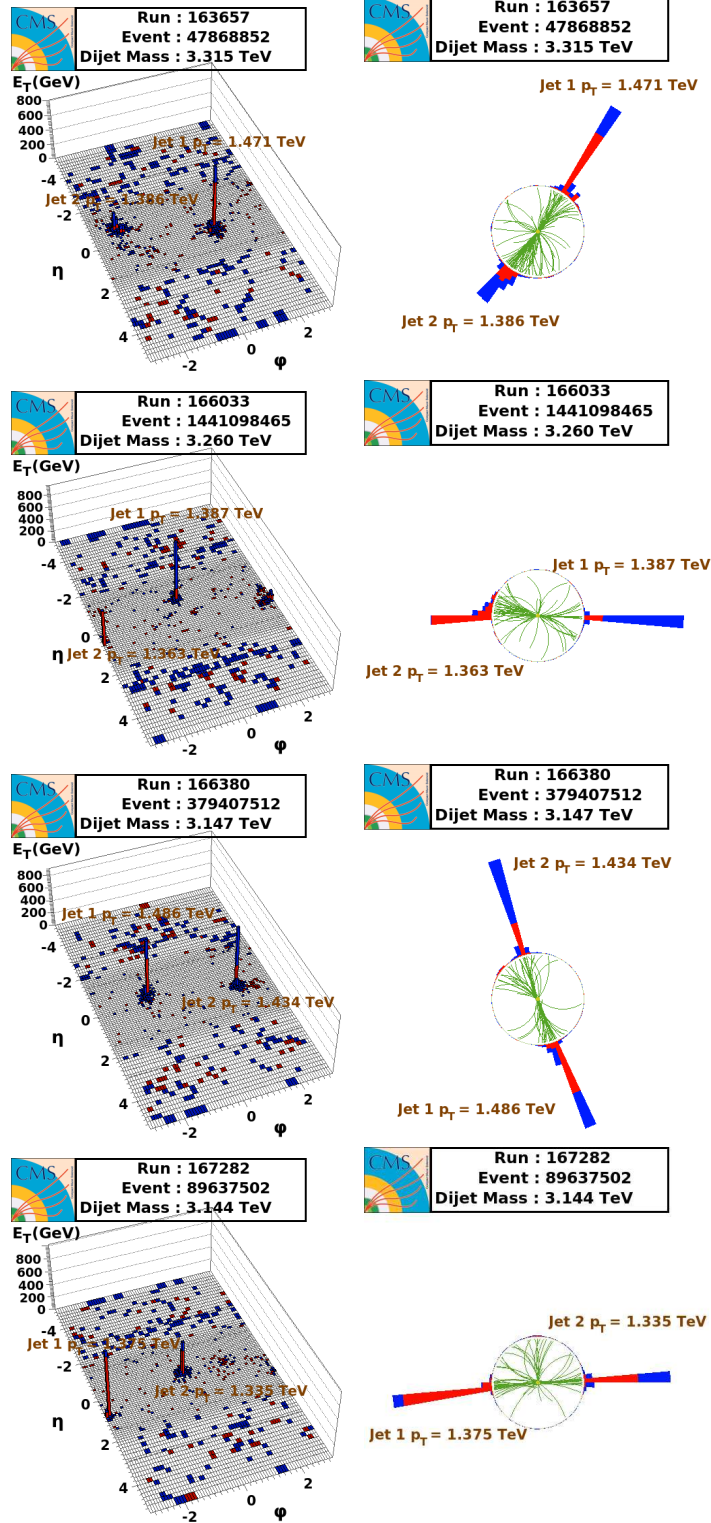 CMS
Run : 163657
Event : 47868852
Dijet Mass : 3.315 TeV
E_T(GeV)
800
600
400
200
0
Jet 1 p_T = 1.471 TeV
Jet 2 p_T = 1.386 TeV
-4
-2
0
2
4
η
-2
0
2
φ
CMS
Run : 163657
Event : 47868852
Dijet Mass : 3.315 TeV
Jet 1 p_T = 1.471 TeV
Jet 2 p_T = 1.386 TeV
CMS
Run : 166033
Event : 1441098465
Dijet Mass : 3.260 TeV
E_T(GeV)
800
600
400
200
0
Jet 1 p_T = 1.387 TeV
Jet 2 p_T = 1.363 TeV
-4
-2
0
2
4
η
-2
0
2
φ
CMS
Run : 166033
Event : 1441098465
Dijet Mass : 3.260 TeV
Jet 1 p_T = 1.387 TeV
Jet 2 p_T = 1.363 TeV
CMS
Run : 166380
Event : 379407512
Dijet Mass : 3.147 TeV
E_T(GeV)
800
600
400
200
0
Jet 1 p_T = 1.486 TeV
Jet 2 p_T = 1.434 TeV
-4
-2
0
2
4
η
-2
0
2
φ
CMS
Run : 166380
Event : 379407512
Dijet Mass : 3.147 TeV
Jet 2 p_T = 1.434 TeV
Jet 1 p_T = 1.486 TeV
CMS
Run : 167282
Event : 89637502
Dijet Mass : 3.144 TeV
E_T(GeV)
800
600
400
200
0
Jet 1 p_T = 1.375 TeV
Jet 2 p_T = 1.335 TeV
-4
-2
0
2
4
η
-2
0
2
φ
CMS
Run : 167282
Event : 89637502
Dijet Mass : 3.144 TeV
Jet 2 p_T = 1.335 TeV
Jet 1 p_T = 1.375 TeV